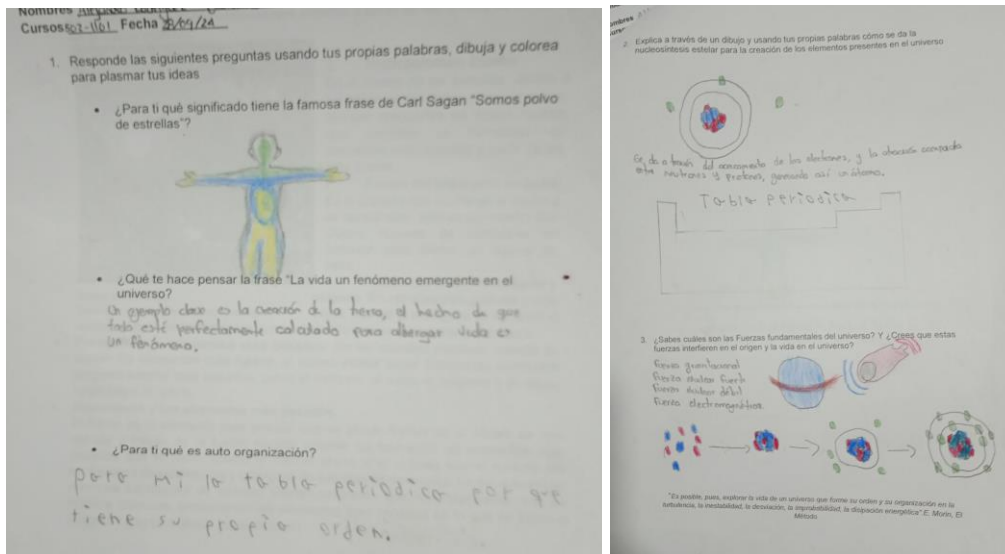 Nombres
Cursos 502-1101 Fecha
1. Responde las siguientes preguntas usando tus propias palabras, dibuja y colorea
para plasmar tus ideas
• ¿Para ti qué significado tiene la famosa frase de Carl Sagan "Somos polvo
de estrellas"?
• ¿Qué te hace pensar la frase "La vida un fenómeno emergente en el
universo?
Un ejemplo claro es la creación de la tierra, el hecho de que
todo esté perfectamente calculado para albergar vida es
un fenómeno.
• ¿Para ti qué es auto organización?
para mi la tabla periodica por que
tiene su propio orden.
2. Explica a través de un dibujo y usando tus propias palabras cómo se da la
nucleosíntesis estelar para la creación de los elementos presentes en el universo
Se da a través del de los electrones, y la atracción
neutrones y protones, generando así un átomo.
Tabla periodica
3. ¿Sabes cuáles son las Fuerzas fundamentales del universo? Y ¿Crees que estas
fuerzas interfieren en el origen y la vida en el universo?
Fuerza gravitacional
Fuerza nuclear fuerte
Fuerza nuclear débil
Fuerza electromagnética
"Es posible, pues, explorar la vida de un universo que forme su orden y su organización en la
turbulencia, la inestabilidad, la desviación, la improbabilidad, la disipación energética" E. Morin, El
Método